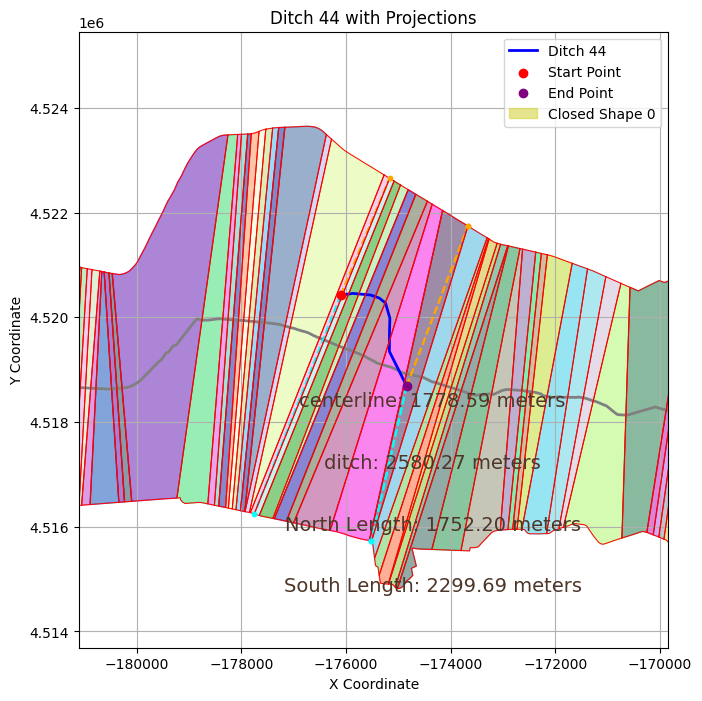 Ditch 44 with Projections
1e6
Ditch 44
Start Point
End Point
Closed Shape 0
4.524
4.522
4.520
4.518
4.516
4.514
Y Coordinate
centerline: 1778.59 meters
ditch: 2580.27 meters
North Length: 1752.20 meters
South Length: 2299.69 meters
−180000 −178000 −176000 −174000 −172000 −170000
X Coordinate